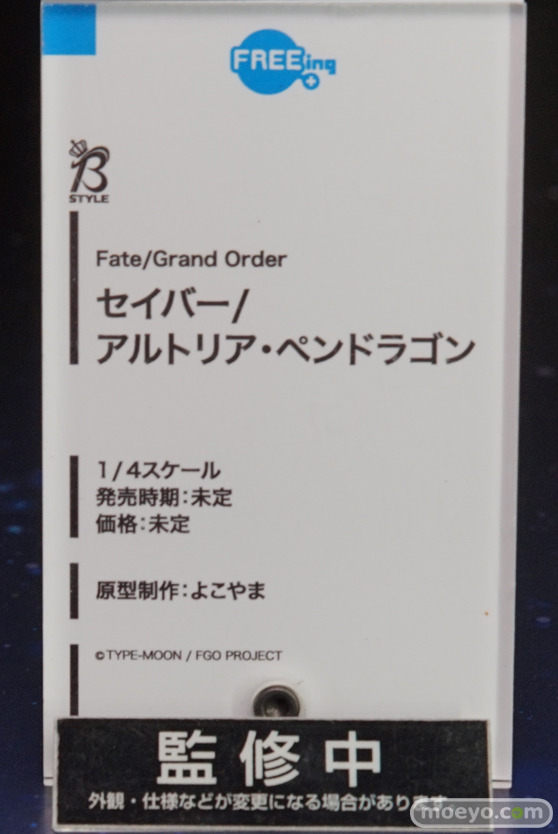 FREEing
B
STYLE
Fate/Grand Order
セイバー/
アルトリア・ペンドラゴン
1/4スケール
発売時期:未定
価格:未定
原型制作:よこやま
©TYPE-MOON / FGO PROJECT
監修中
外観・仕様などが変更になる場合があります
moeyo.com